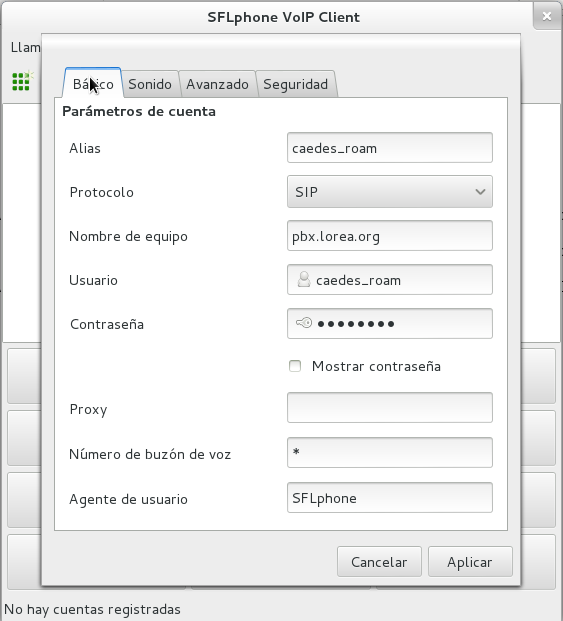 SFLphone VoIP Client
Llam
Básico Sonido Avanzado Seguridad
Parámetros de cuenta
Alias caedes_roam
Protocolo SIP
Nombre de equipo pbx.lorea.org
Usuario caedes_roam
Contraseña ●●●●●●●●
Mostrar contraseña
Proxy
Número de buzón de voz *
Agente de usuario SFLphone
Cancelar Aplicar
No hay cuentas registradas